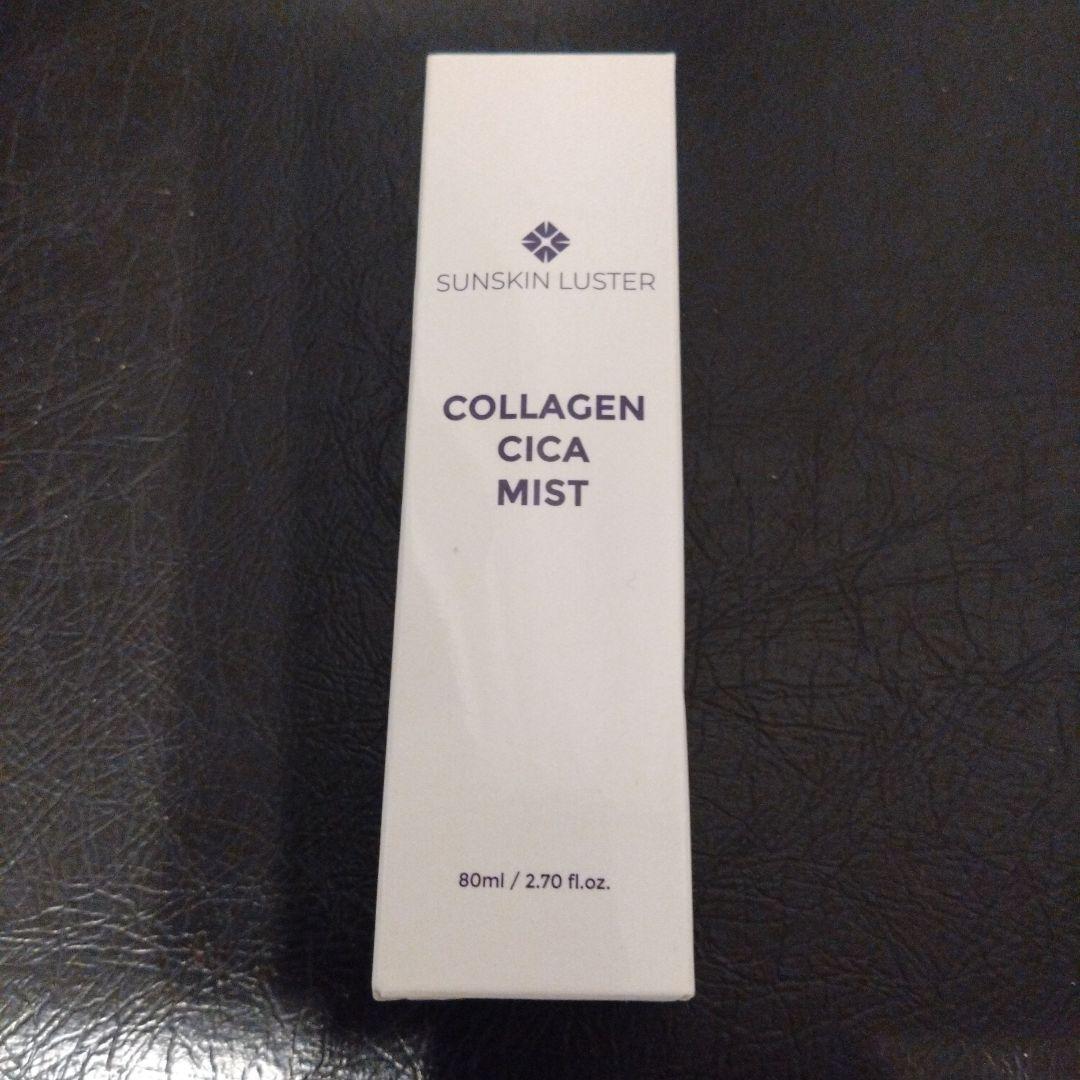 SUNSKIN LUSTER
COLLAGEN
CICA
MIST
80ml / 2.70 fl.oz.